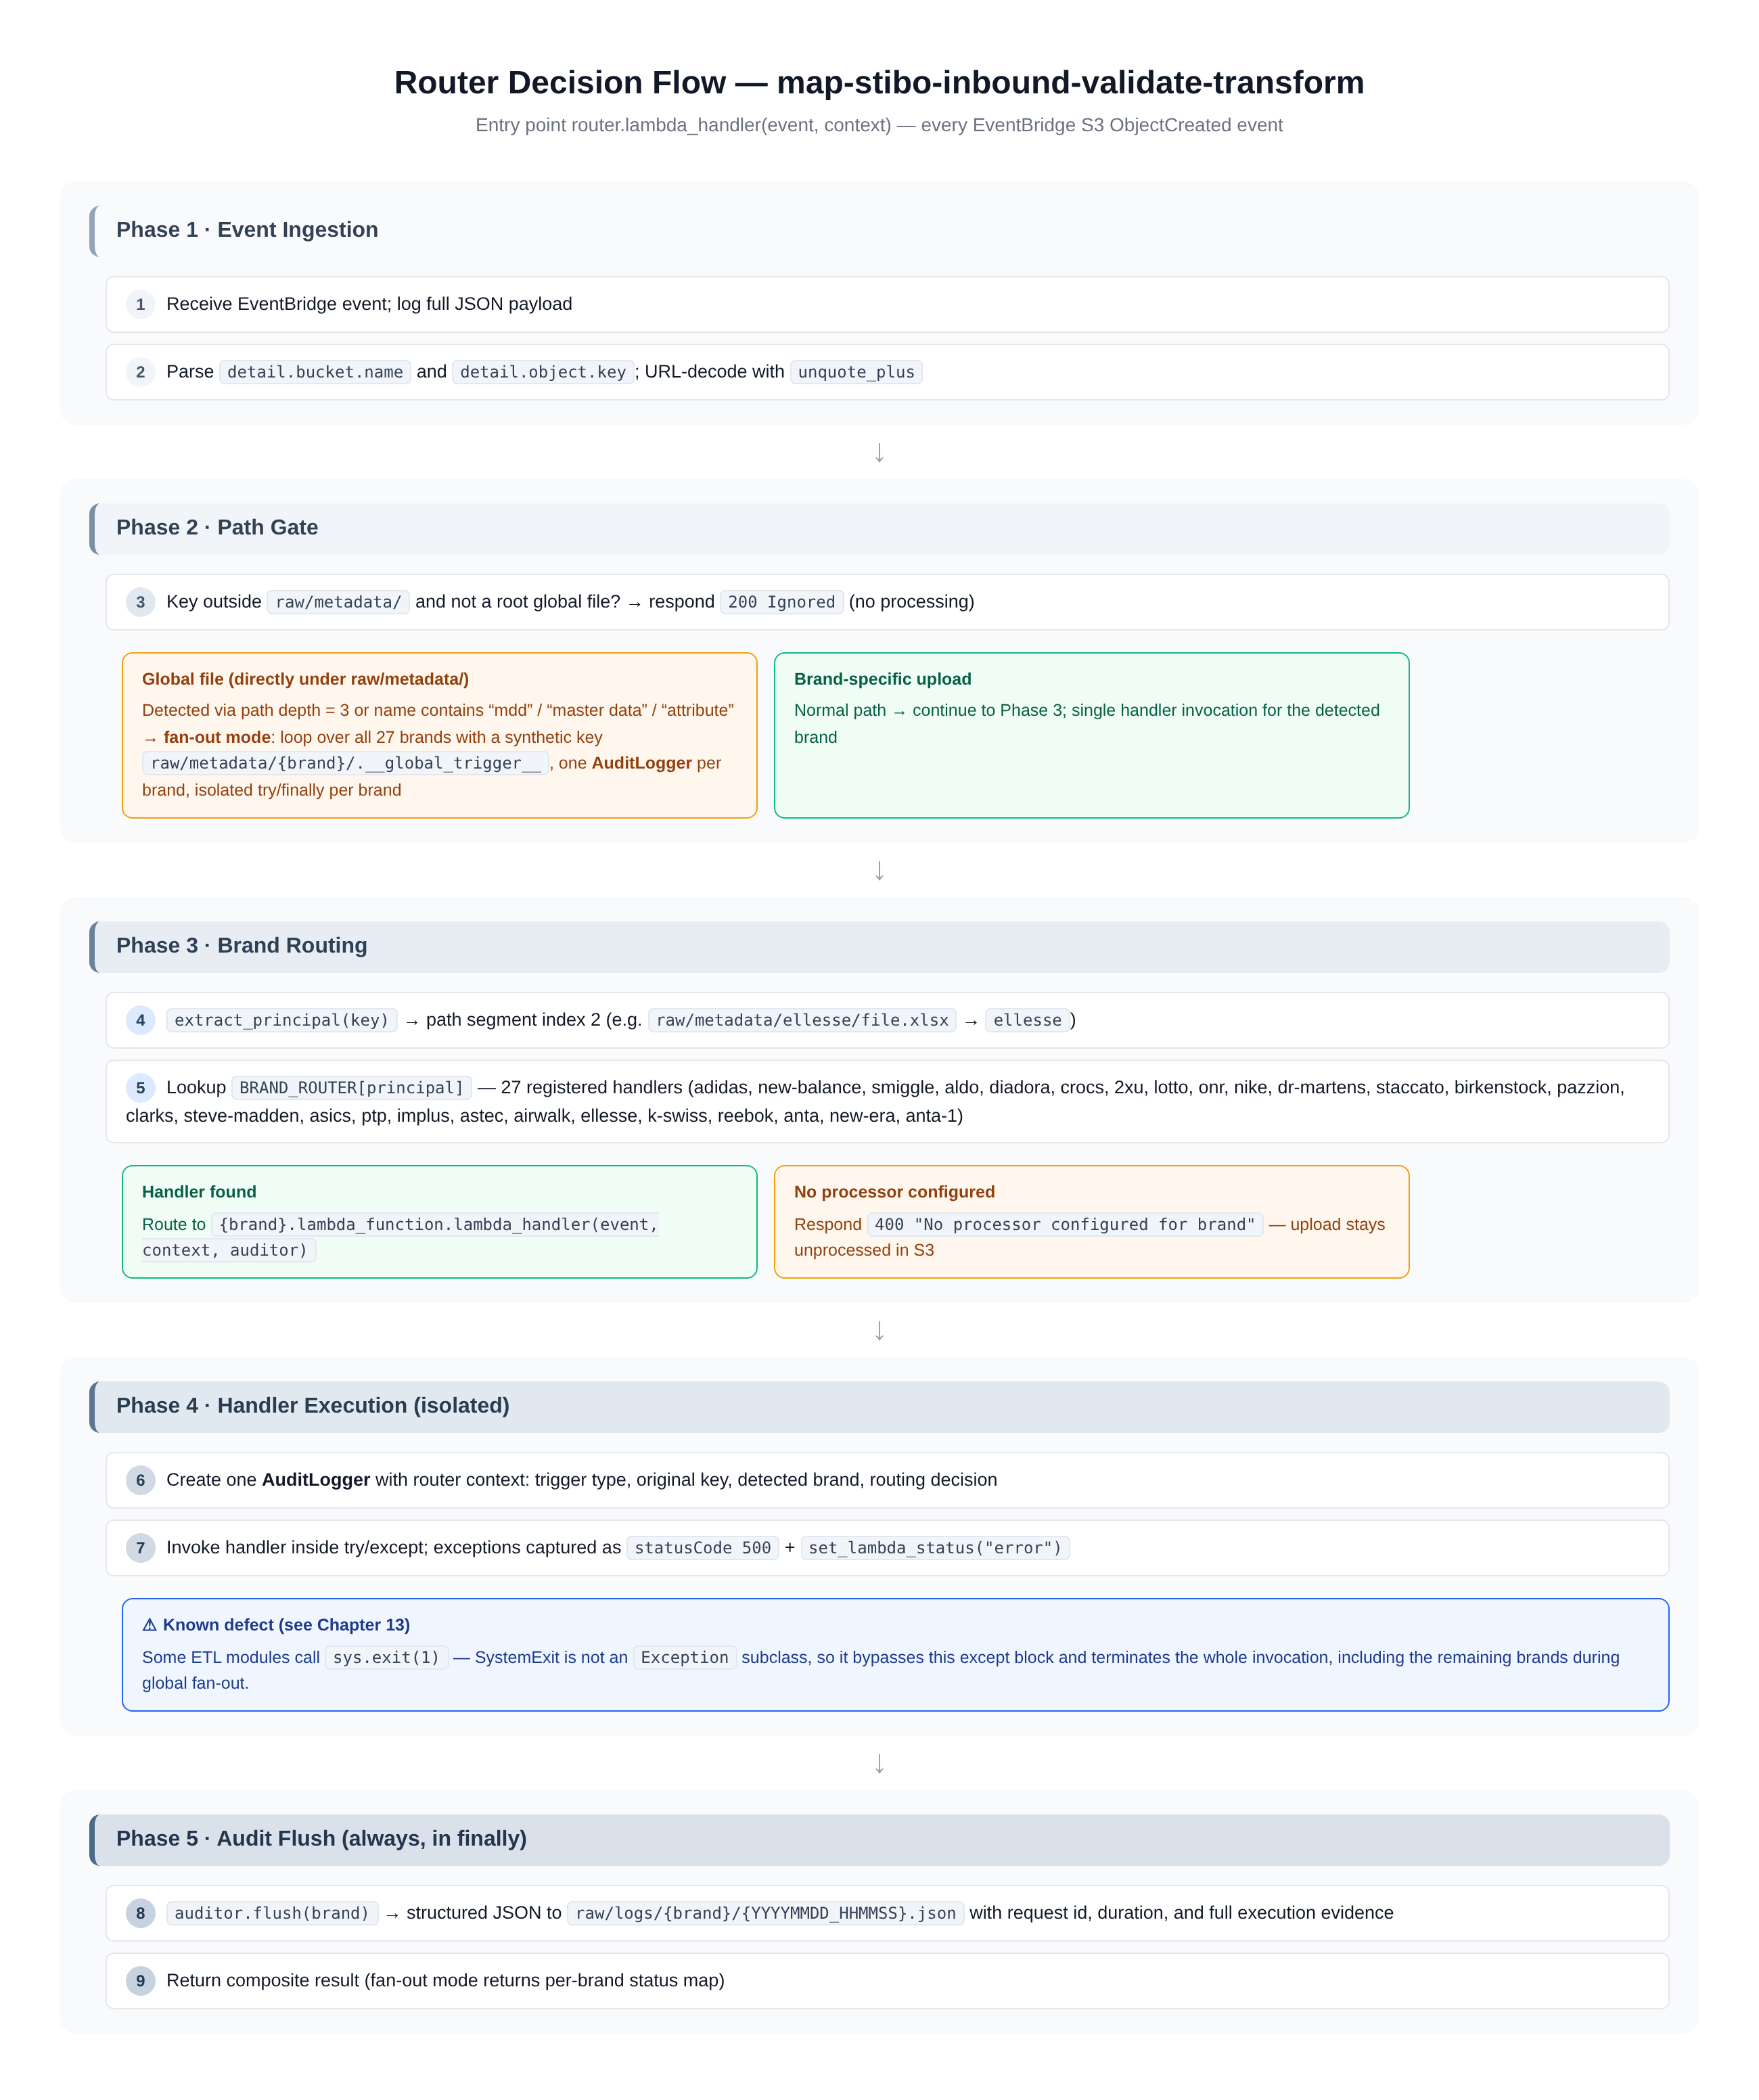 Router Decision Flow — map-stibo-inbound-validate-transform
Entry point router.lambda_handler(event, context) — every EventBridge S3 ObjectCreated event
Phase 1 · Event Ingestion
1 Receive EventBridge event; log full JSON payload
2 Parse detail.bucket.name and detail.object.key; URL-decode with unquote_plus
↓
Phase 2 · Path Gate
3 Key outside raw/metadata/ and not a root global file? → respond 200 Ignored (no processing)
Global file (directly under raw/metadata/)
Detected via path depth = 3 or name contains “mdd” / “master data” / “attribute”
→ fan-out mode: loop over all 27 brands with a synthetic key
raw/metadata/{brand}/.__global_trigger__, one AuditLogger per
brand, isolated try/finally per brand
Brand-specific upload
Normal path → continue to Phase 3; single handler invocation for the detected
brand
↓
Phase 3 · Brand Routing
4 extract_principal(key) → path segment index 2 (e.g. raw/metadata/ellesse/file.xlsx → ellesse)
5 Lookup BRAND_ROUTER[principal] — 27 registered handlers (adidas, new-balance, smiggle, aldo, diadora, crocs, 2xu, lotto, onr, nike, dr-martens, staccato, birkenstock, pazzion,
clarks, steve-madden, asics, ptp, implus, astec, airwalk, ellesse, k-swiss, reebok, anta, new-era, anta-1)
Handler found
Route to {brand}.lambda_function.lambda_handler(event,
context, auditor)
No processor configured
Respond 400 "No processor configured for brand" — upload stays
unprocessed in S3
↓
Phase 4 · Handler Execution (isolated)
6 Create one AuditLogger with router context: trigger type, original key, detected brand, routing decision
7 Invoke handler inside try/except; exceptions captured as statusCode 500 + set_lambda_status("error")
⚠ Known defect (see Chapter 13)
Some ETL modules call sys.exit(1) — SystemExit is not an Exception subclass, so it bypasses this except block and terminates the whole invocation, including the remaining brands during
global fan-out.
↓
Phase 5 · Audit Flush (always, in finally)
8 auditor.flush(brand) → structured JSON to raw/logs/{brand}/{YYYYMMDD_HHMMSS}.json with request id, duration, and full execution evidence
9 Return composite result (fan-out mode returns per-brand status map)